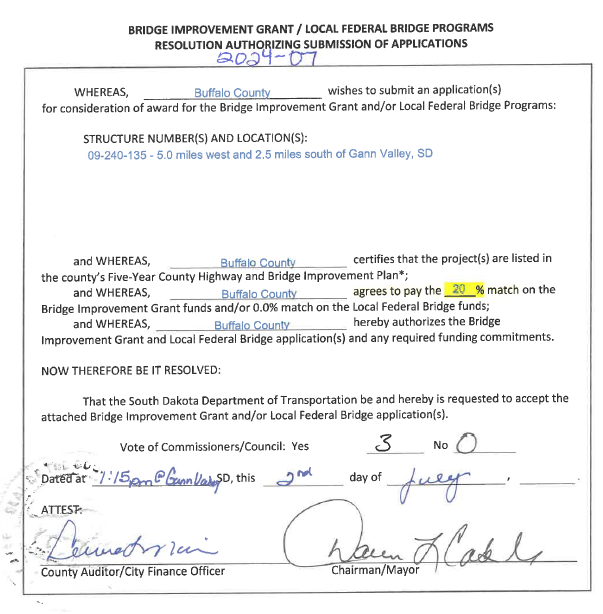 BRIDGE IMPROVEMENT GRANT / LOCAL FEDERAL BRIDGE PROGRAMS
RESOLUTION AUTHORIZING SUBMISSION OF APPLICATIONS
2024-07
WHEREAS, Buffalo County wishes to submit an application(s)
for consideration of award for the Bridge Improvement Grant and/or Local Federal Bridge Programs:
STRUCTURE NUMBER(S) AND LOCATION(S):
09-240-135 - 5.0 miles west and 2.5 miles south of Gann Valley, SD
and WHEREAS, Buffalo County certifies that the project(s) are listed in
the county's Five-Year County Highway and Bridge Improvement Plan*;
and WHEREAS, Buffalo County agrees to pay the 20 % match on the
Bridge Improvement Grant funds and/or 0.0% match on the Local Federal Bridge funds;
and WHEREAS, Buffalo County hereby authorizes the Bridge
Improvement Grant and Local Federal Bridge application(s) and any required funding commitments.
NOW THEREFORE BE IT RESOLVED:
That the South Dakota Department of Transportation be and hereby is requested to accept the
attached Bridge Improvement Grant and/or Local Federal Bridge application(s).
Vote of Commissioners/Council: Yes 3 No 0
Dated at :15pm @ Gann Valley SD, this 2nd day of July ,
ATTEST:
County Auditor/City Finance Officer Chairman/Mayor